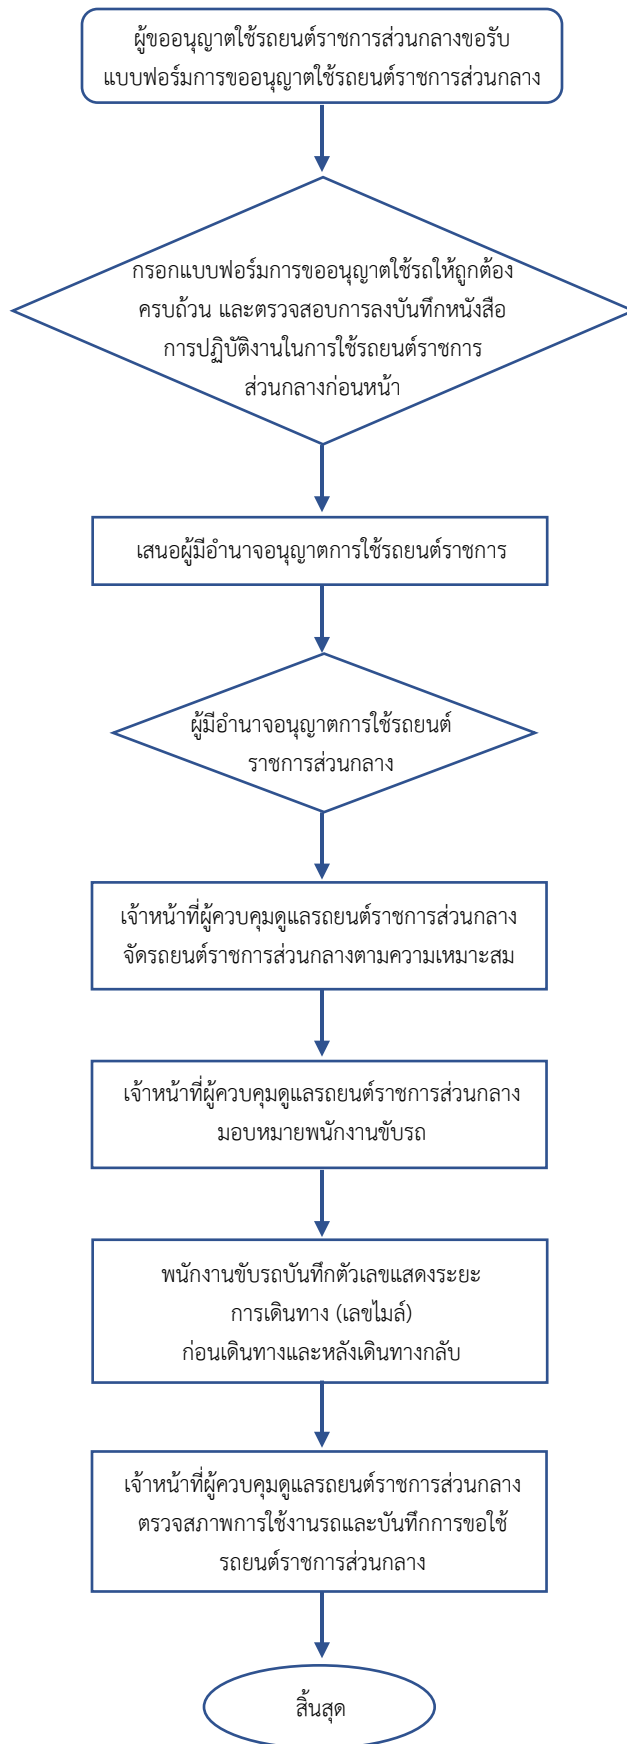 ผู้ขออนุญาตใช้รถยนต์ราชการส่วนกลางขอรับ
แบบฟอร์มการขออนุญาตใช้รถยนต์ราชการส่วนกลาง
กรอกแบบฟอร์มการขออนุญาตใช้รถให้ถูกต้อง
ครบถ้วน และตรวจสอบการลงบันทึกหนังสือ
การปฏิบัติงานในการใช้รถยนต์ราชการ
ส่วนกลางก่อนหน้า
เสนอผู้มีอำนาจอนุญาตการใช้รถยนต์ราชการ
ผู้มีอำนาจอนุญาตการใช้รถยนต์
ราชการส่วนกลาง
เจ้าหน้าที่ผู้ควบคุมดูแลรถยนต์ราชการส่วนกลาง
จัดรถยนต์ราชการส่วนกลางตามความเหมาะสม
เจ้าหน้าที่ผู้ควบคุมดูแลรถยนต์ราชการส่วนกลาง
มอบหมายพนักงานขับรถ
พนักงานขับรถบันทึกตัวเลขแสดงระยะ
การเดินทาง (เลขไมล์)
ก่อนเดินทางและหลังเดินทางกลับ
เจ้าหน้าที่ผู้ควบคุมดูแลรถยนต์ราชการส่วนกลาง
ตรวจสภาพการใช้งานรถและบันทึกการขอใช้
รถยนต์ราชการส่วนกลาง
สิ้นสุด